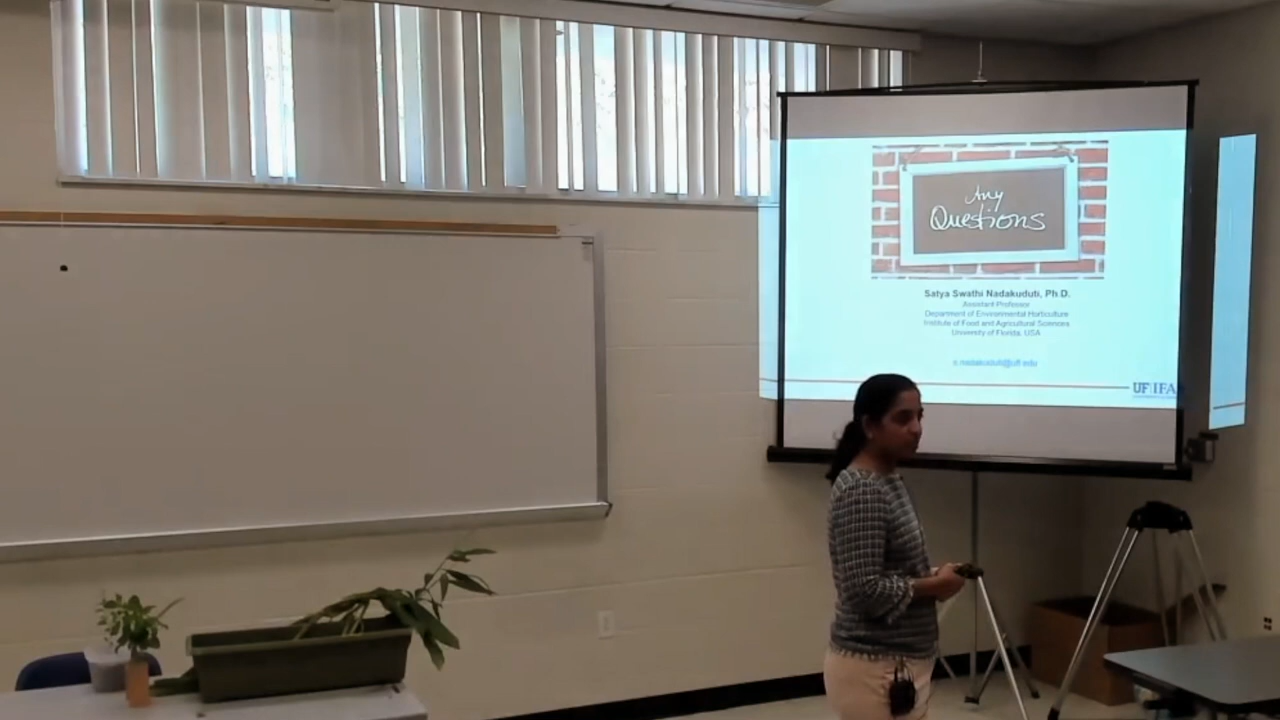 Any
Questions
Satya Swathi Nadakuduti, Ph.D.
Assistant Professor
Department of Environmental Horticulture
Institute of Food and Agricultural Sciences
University of Florida, USA
UF IFA